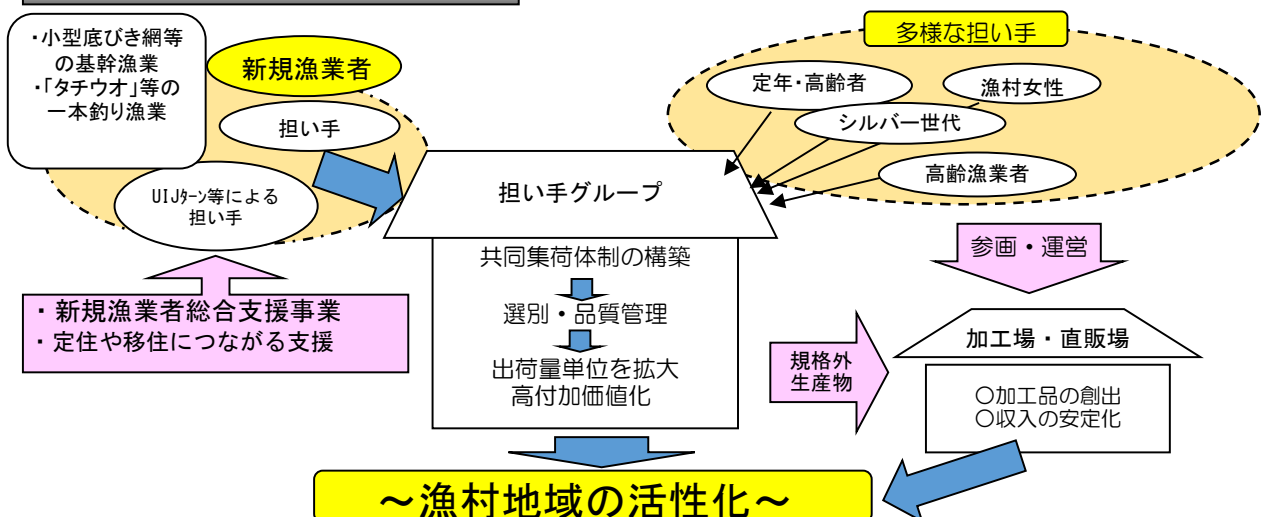 ・小型底びき網等
の基幹漁業
・「タチウオ」等の
一本釣り漁業
新規漁業者
担い手
UIJターン等による
担い手
・新規漁業者総合支援事業
・定住や移住につながる支援
多様な担い手
定年・高齢者
漁村女性
シルバー世代
高齢漁業者
担い手グループ
共同集荷体制の構築
選別・品質管理
出荷量単位を拡大
高付加価値化
参画・運営
規格外
生産物
加工場・直販場
〇加工品の創出
〇収入の安定化
～漁村地域の活性化～